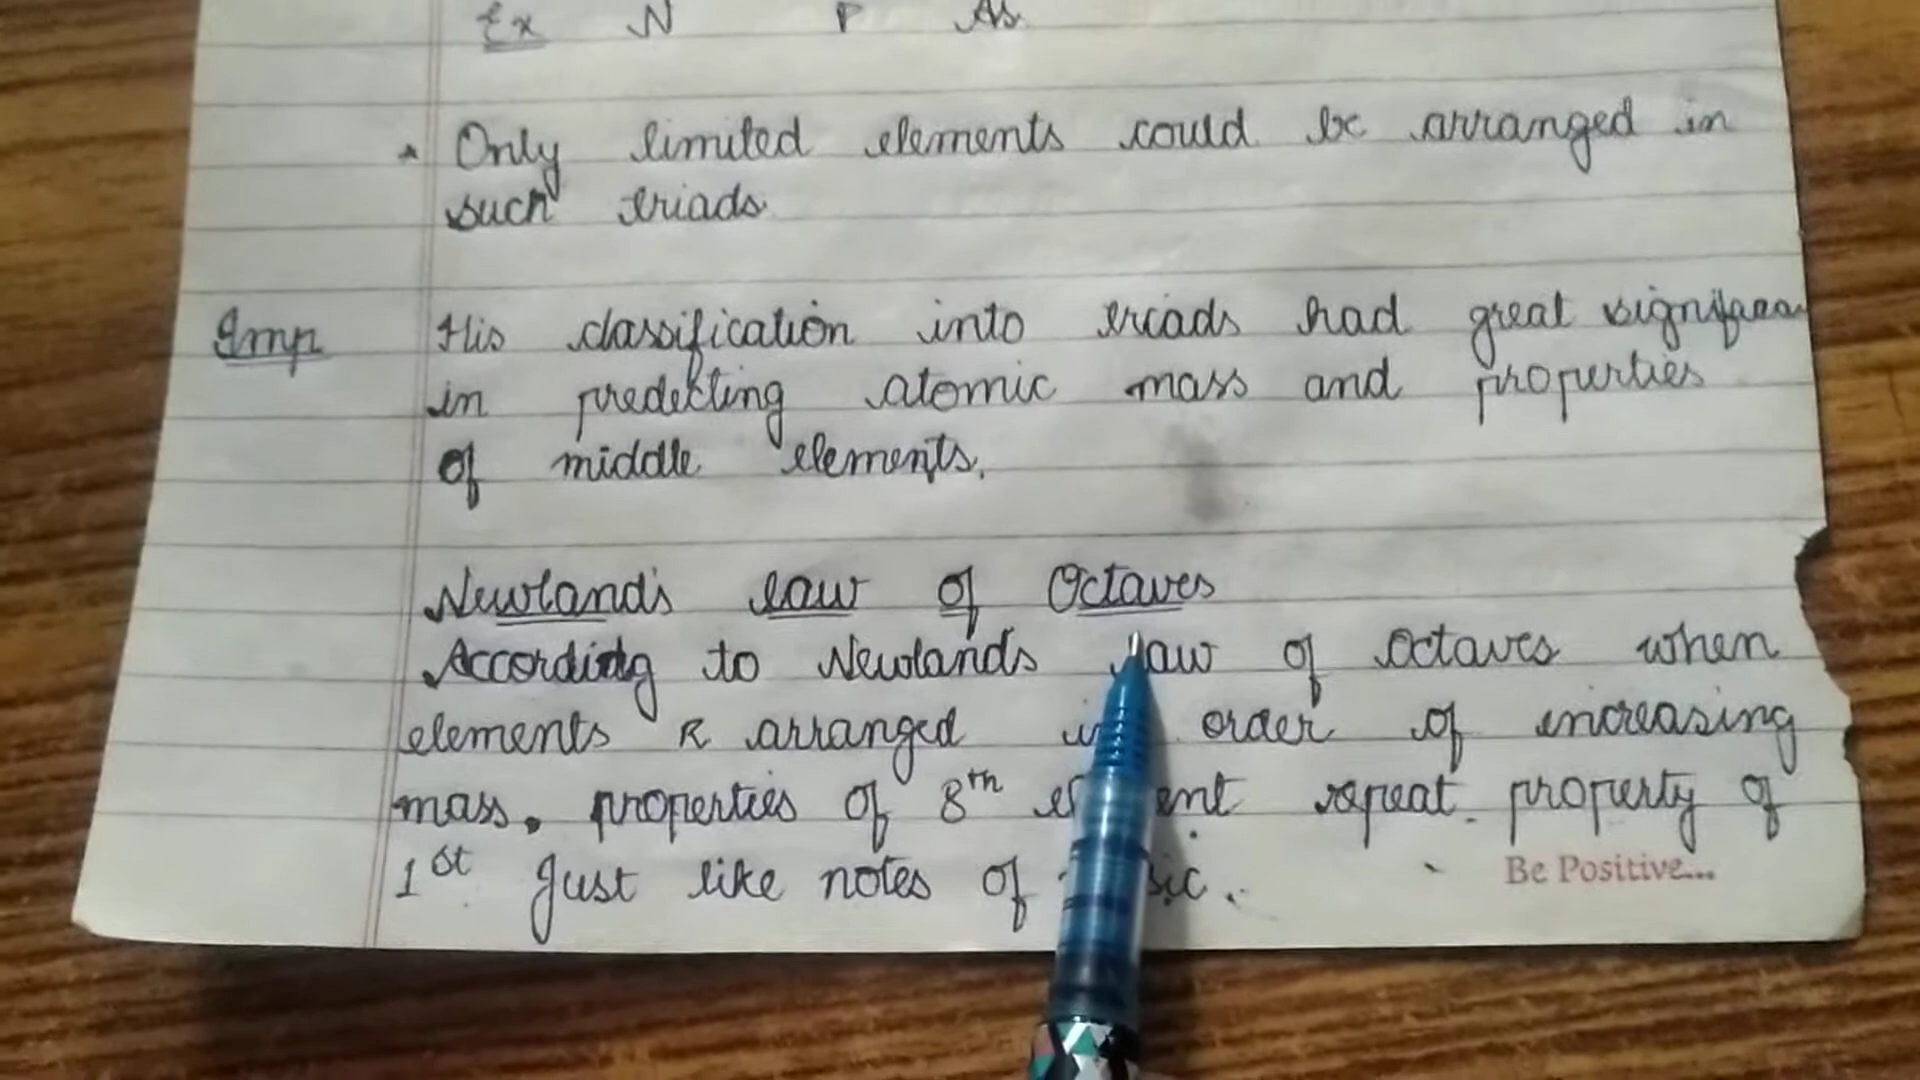 Ex N P As
Only limited elements could be arranged in
such triads
Imp His classification into triads had great
in predicting atomic mass and properties
of middle elements.
Newlands law of Octaves
According to Newlands law of octaves when
elements R arranged order of increasing
mass. properties of 8th repeat property of
1st Just like notes of
Be Positive...